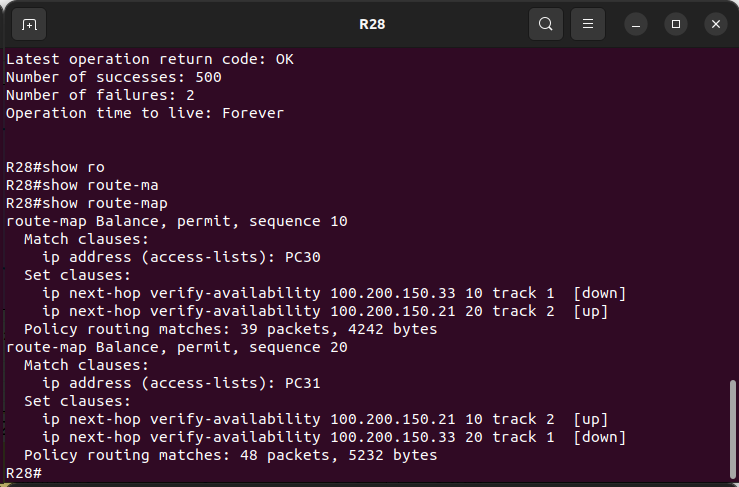 R28
Latest operation return code: OK
Number of successes: 500
Number of failures: 2
Operation time to live: Forever
R28#show ro
R28#show route-ma
R28#show route-map
route-map Balance, permit, sequence 10
  Match clauses:
    ip address (access-lists): PC30
  Set clauses:
    ip next-hop verify-availability 100.200.150.33 10 track 1  [down]
    ip next-hop verify-availability 100.200.150.21 20 track 2  [up]
  Policy routing matches: 39 packets, 4242 bytes
route-map Balance, permit, sequence 20
  Match clauses:
    ip address (access-lists): PC31
  Set clauses:
    ip next-hop verify-availability 100.200.150.21 10 track 2  [up]
    ip next-hop verify-availability 100.200.150.33 20 track 1  [down]
  Policy routing matches: 48 packets, 5232 bytes
R28#